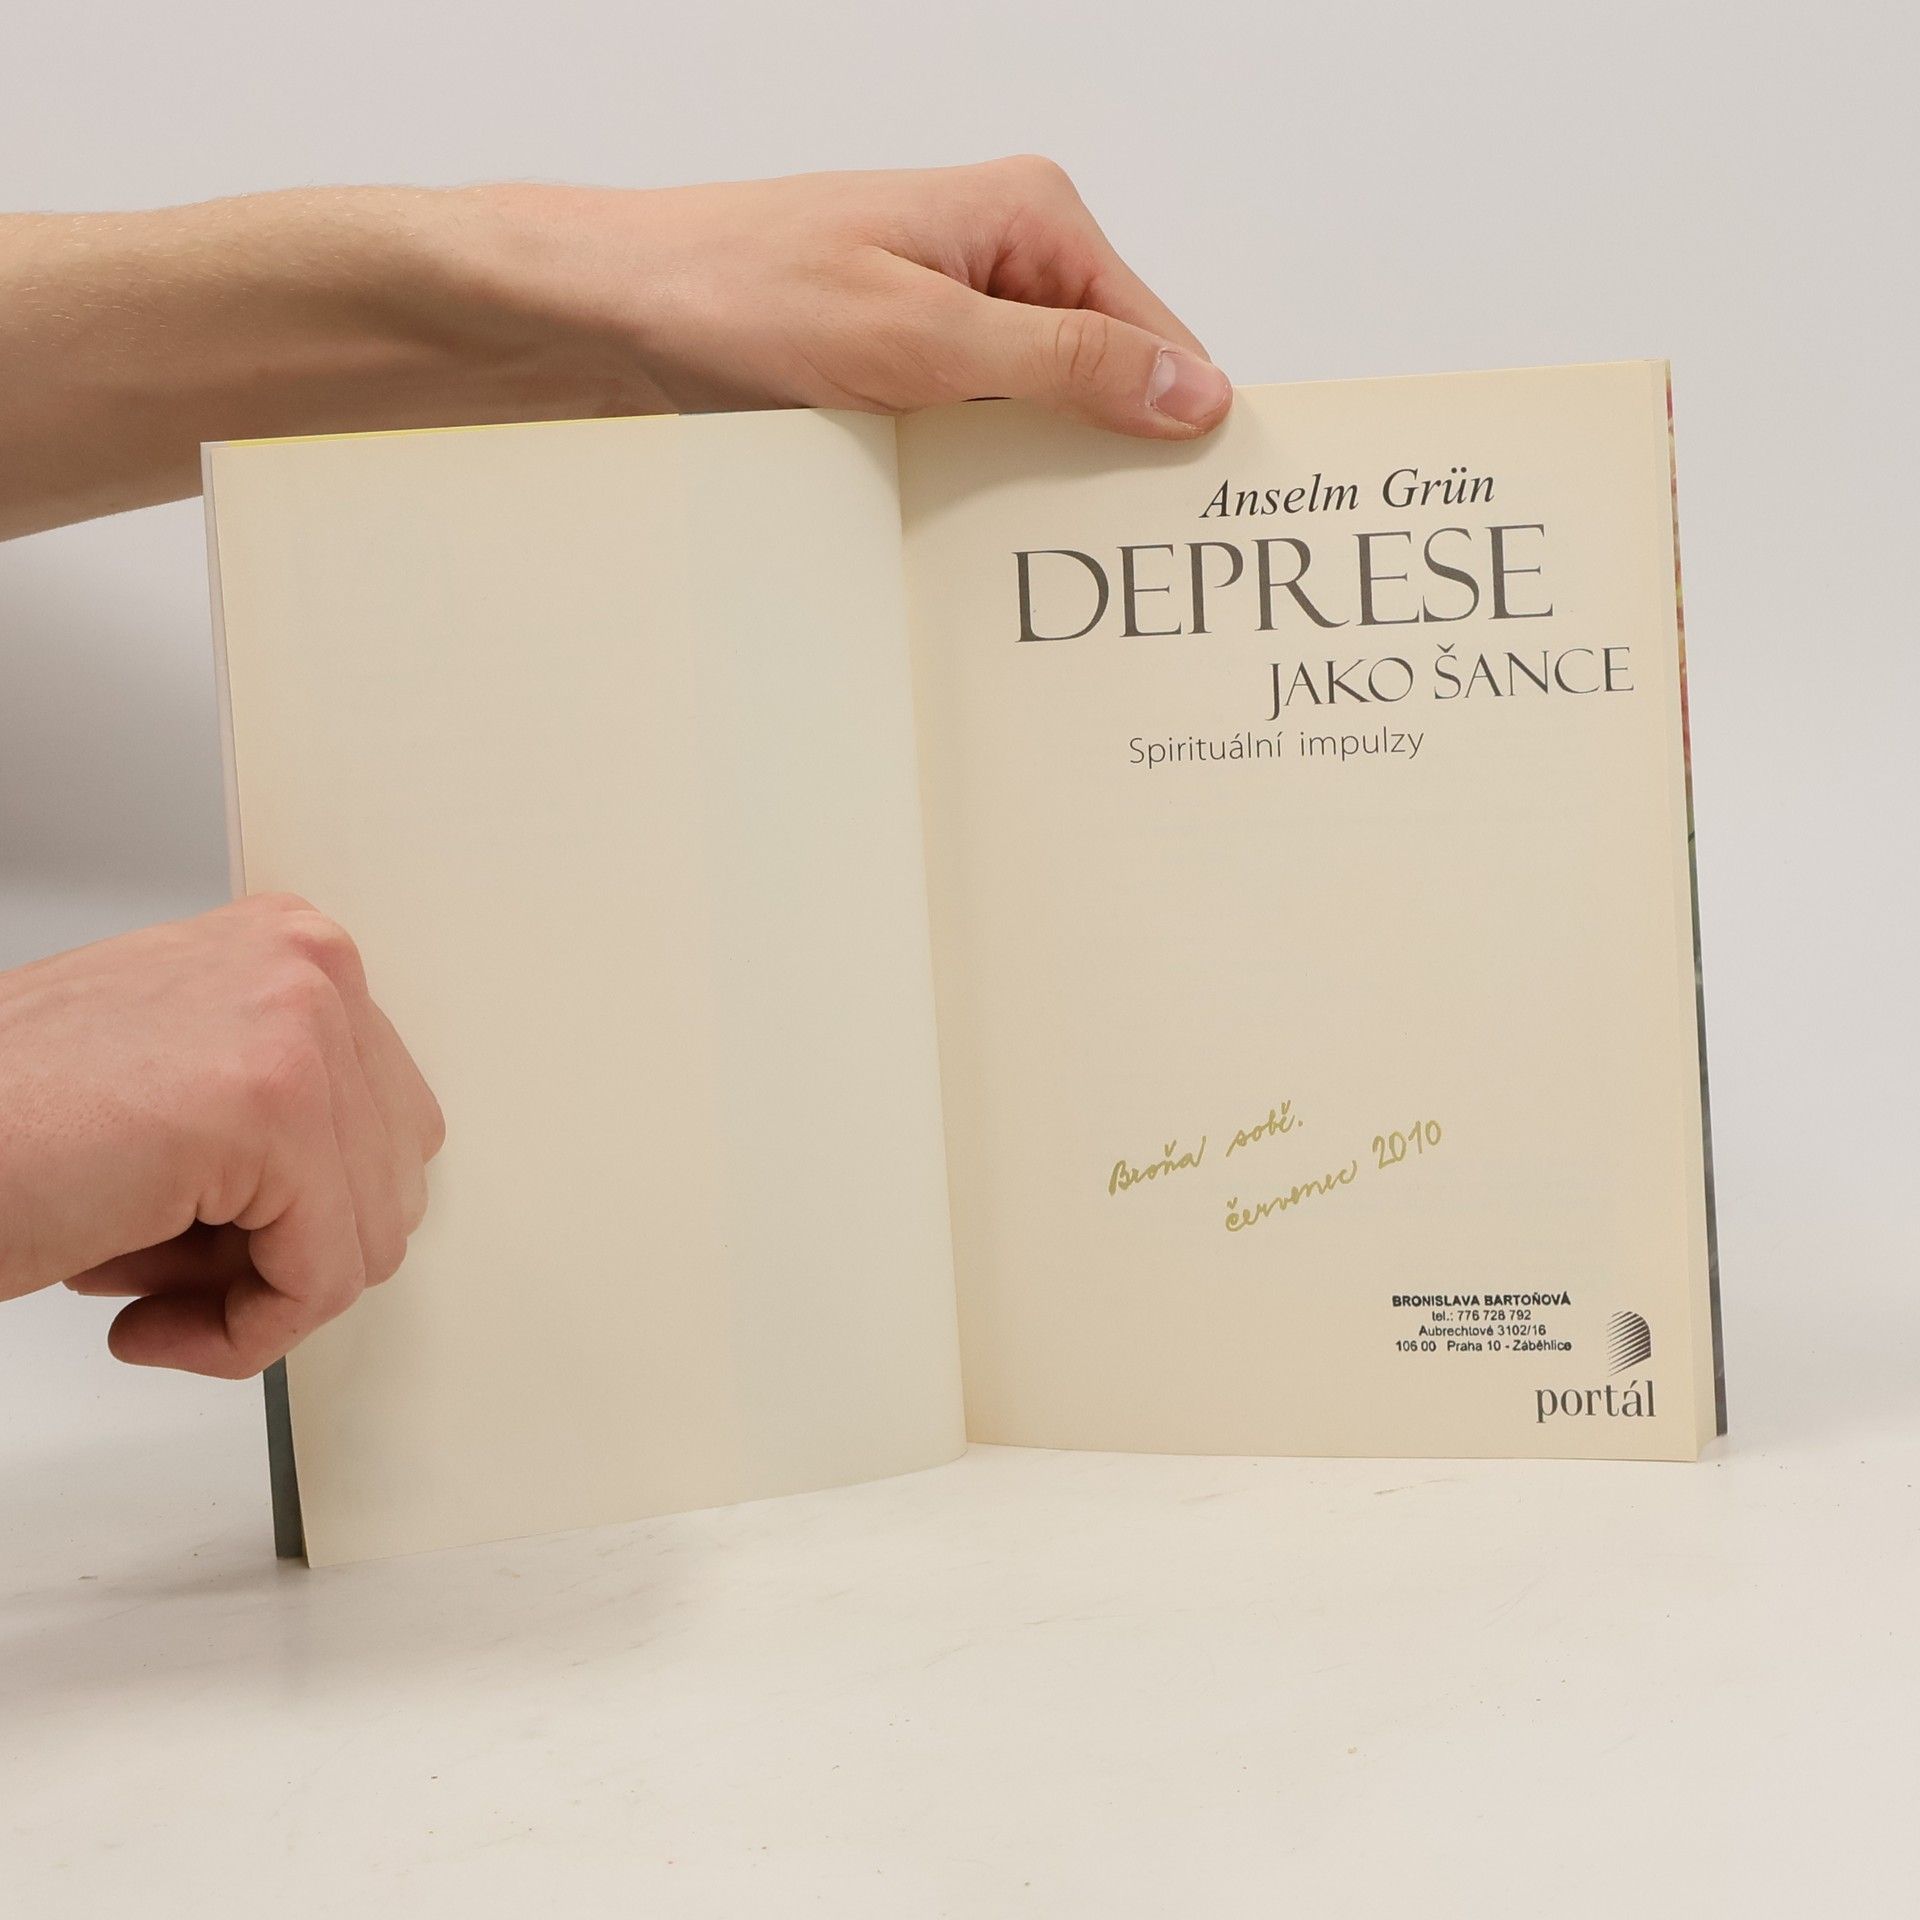 Anselm Grün
DEPRESE
JAKO ŠANCE
Spirituální impulzy
Broňa sobě.
červenec 2010
BRONISLAVA BARTOŇOVÁ
tel.: 776 728 792
Aubrechtové 3102/16
106 00 Praha 10 - Záběhlice
portál